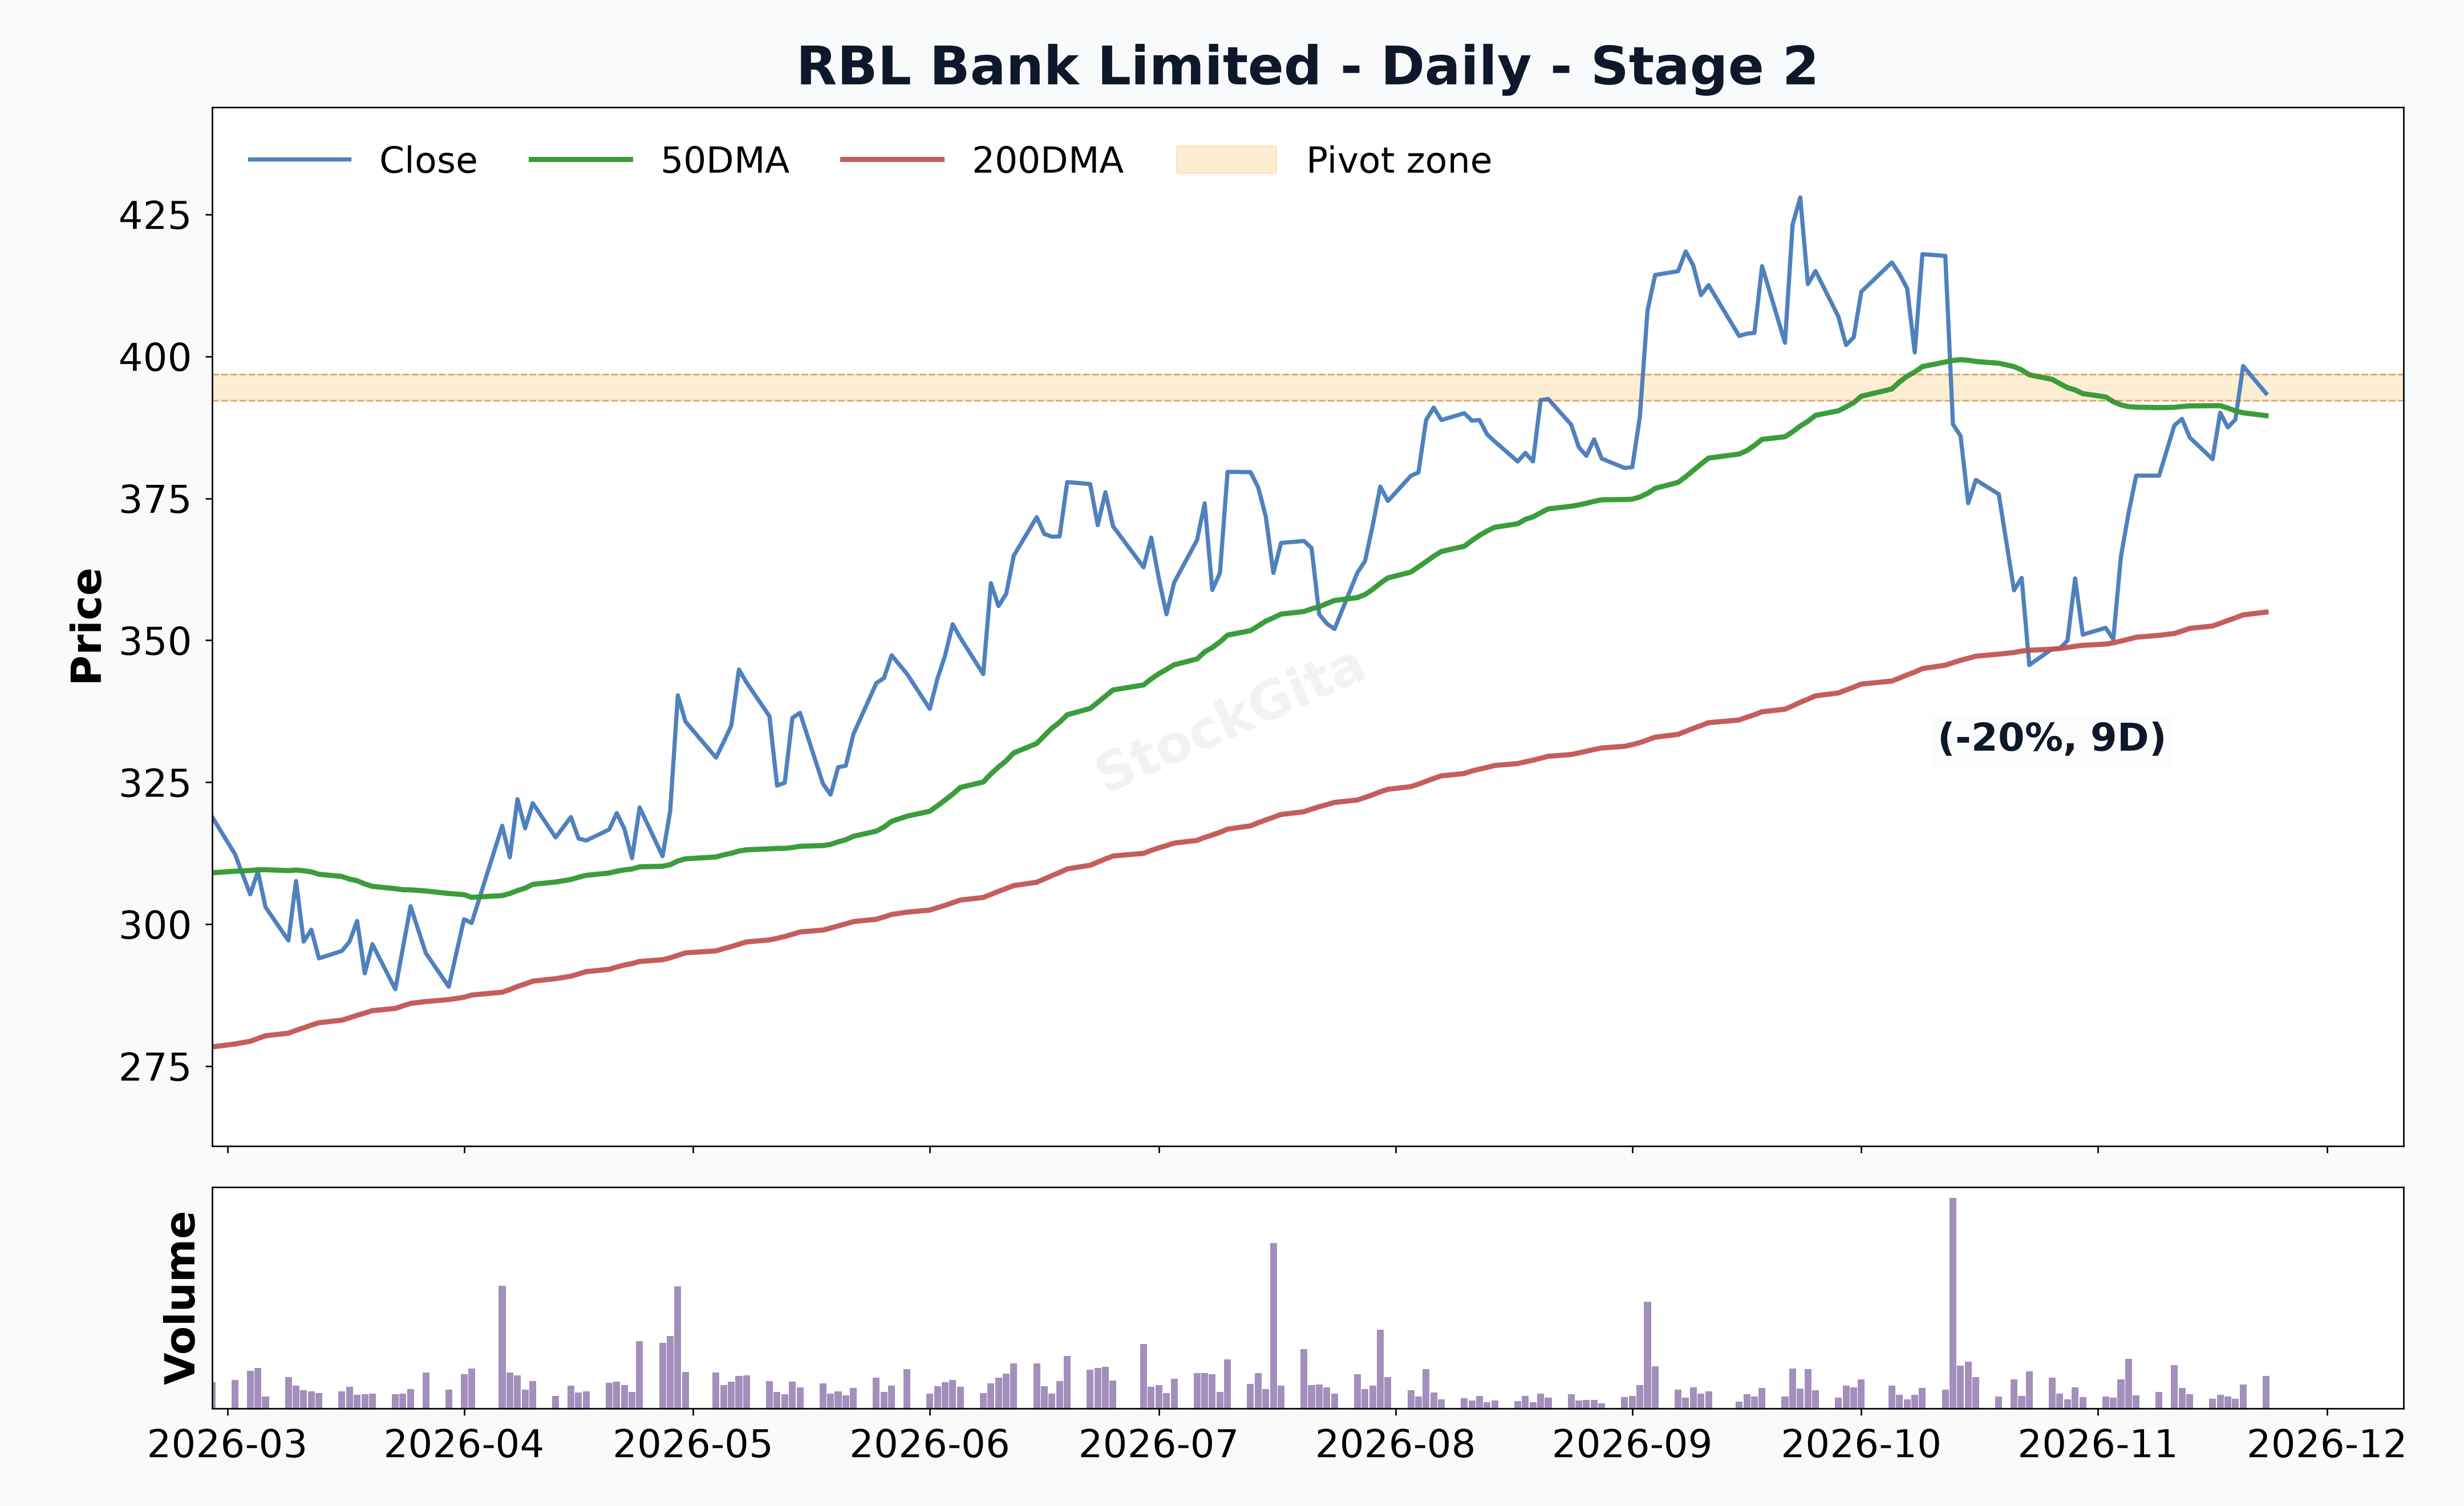 RBL Bank Limited - Daily - Stage 2
Close 50DMA 200DMA Pivot zone
425
400
375
350
325
300
275
Price
StockGita
(-20%, 9D)
Volume
2026-03 2026-04 2026-05 2026-06 2026-07 2026-08 2026-09 2026-10 2026-11 2026-12